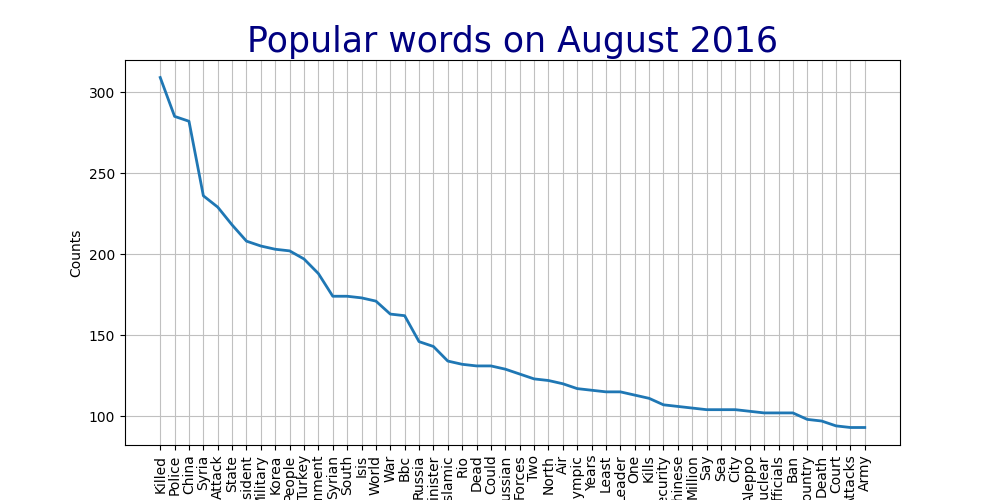 Popular words on August 2016
300
250
200
150
100
Counts
Killed
Police
China
Syria
Attack
State
sident
ilitary
Korea
People
Turkey
nment
Syrian
South
Isis
World
War
Bbc
Russia
inister
slamic
Rio
Dead
Could
ussian
Forces
Two
North
Air
ympic
Years
Least
eader
One
Kills
ecurity
hinese
Million
Say
Sea
City
Aleppo
uclear
fficials
Ban
ountry
Death
Court
ttacks
Army